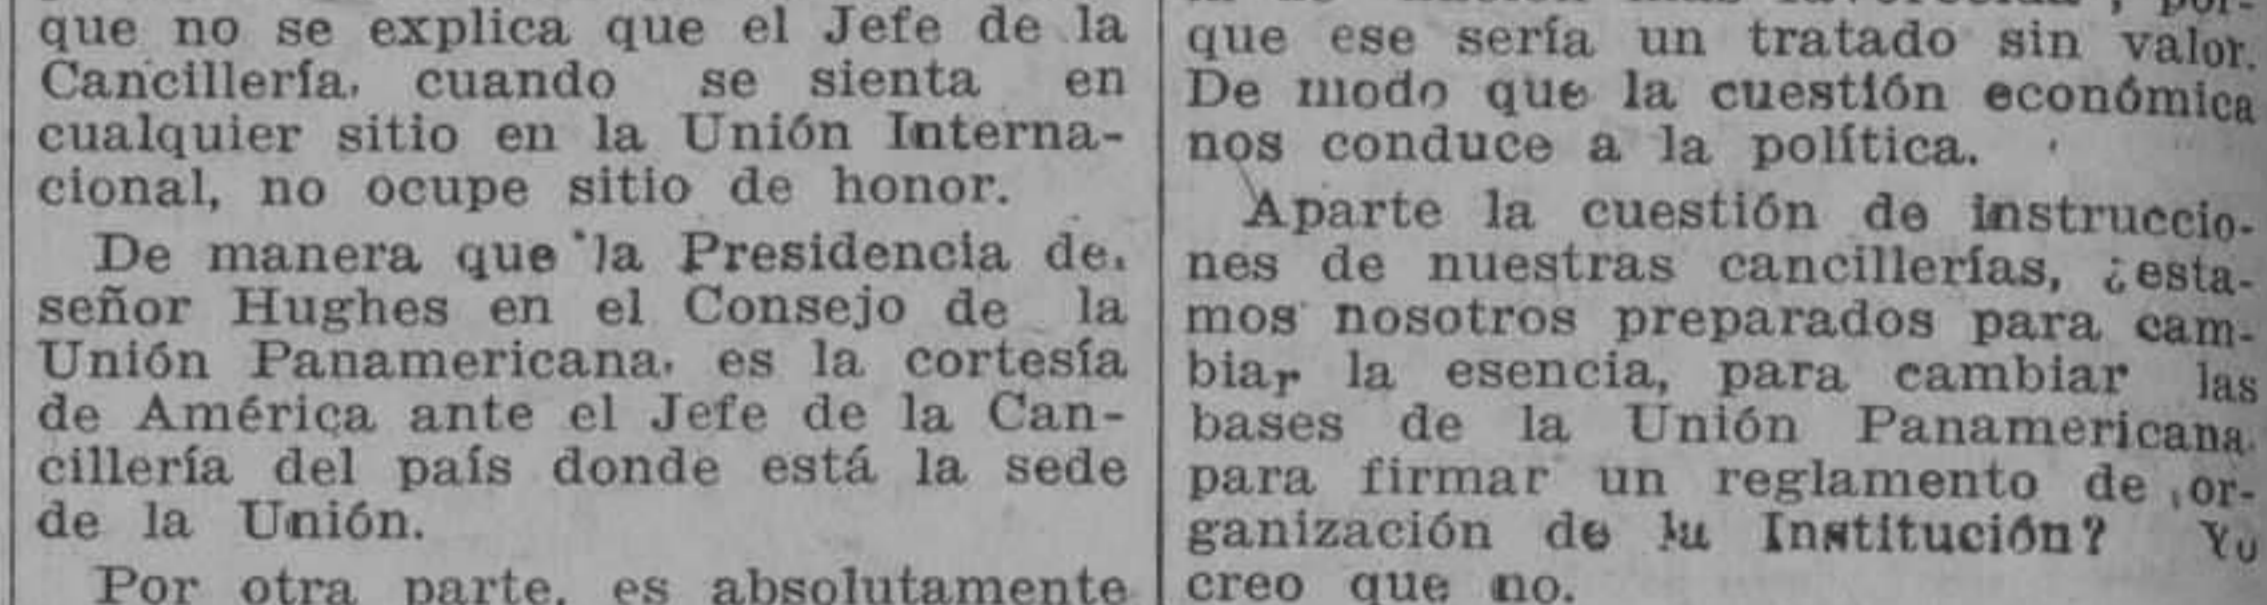 que no se explica que el Jefe de la
Cancillería, cuando se sienta en
cualquier sitio en la Unión Interna-
cional, no ocupe sitio de honor.
De manera que la Presidencia de.
señor Hughes en el Consejo de la
Unión Panamericana, es la cortesía
de América ante el Jefe de la Can-
cillería del país donde está la sede
de la Unión.
Por otra parte, es absolutamente
que ese sería un tratado sin valor.
De modo que la cuestión económica
nos conduce a la política.
Aparte la cuestión de instruccio-
nes de nuestras cancillerías, ¿esta-
mos nosotros preparados para cam-
biar la esencia, para cambiar las
bases de la Unión Panamericana
para firmar un reglamento de or-
ganización de la Institución? Yo
creo que no.